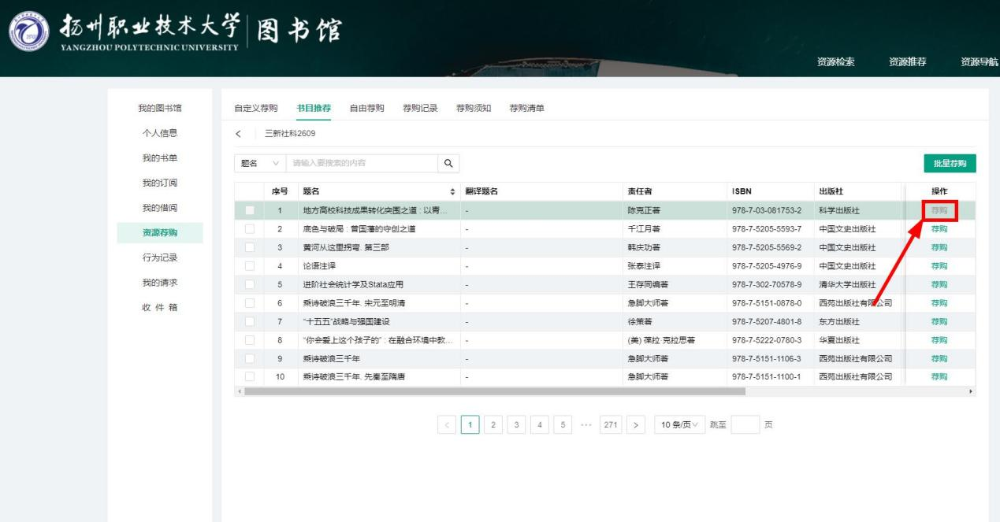 扬州职业技术大学 图书馆
YANGZHOU POLYTECHNIC UNIVERSITY
资源检索 资源推荐 资源导航
我的图书馆
个人信息
我的书单
我的订阅
我的借阅
资源荐购
行为记录
我的请求
收 件 箱
自定义荐购 书目推荐 自由荐购 荐购记录 荐购须知 荐购清单
< 三新社科2609
题名 请输入要搜索的内容 批量荐购
序号 题名 翻译题名 责任者 ISBN 出版社 操作
1 地方高校科技成果转化突围之道 : 以青... - 陈克正著 978-7-03-081753-2 科学出版社 荐购
2 底色与破局 : 曾国藩的守创之道 - 千江月著 978-7-5205-5593-7 中国文史出版社 荐购
3 黄河从这里拐弯. 第三部 - 韩庆功著 978-7-5205-5569-2 中国文史出版社 荐购
4 论语注译 - 张泰注译 978-7-5205-4976-9 中国文史出版社 荐购
5 进阶社会统计学及Stata应用 - 王存同编著 978-7-302-70578-9 清华大学出版社 荐购
6 乘诗破浪三千年. 宋元至明清 - 急脚大师著 978-7-5151-0878-0 西苑出版社有限公司 荐购
7 “十五五”战略与强国建设 - 徐策著 978-7-5207-4801-8 东方出版社 荐购
8 “你会爱上这个孩子的” : 在融合环境中教... - (美) 葆拉·克拉思著 978-7-5222-0780-3 华夏出版社 荐购
9 乘诗破浪三千年 - 急脚大师著 978-7-5151-1106-3 西苑出版社有限公司 荐购
10 乘诗破浪三千年. 先秦至隋唐 - 急脚大师著 978-7-5151-1100-1 西苑出版社有限公司 荐购
< 1 2 3 4 5 ••• 271 > 10 条/页 跳至 页